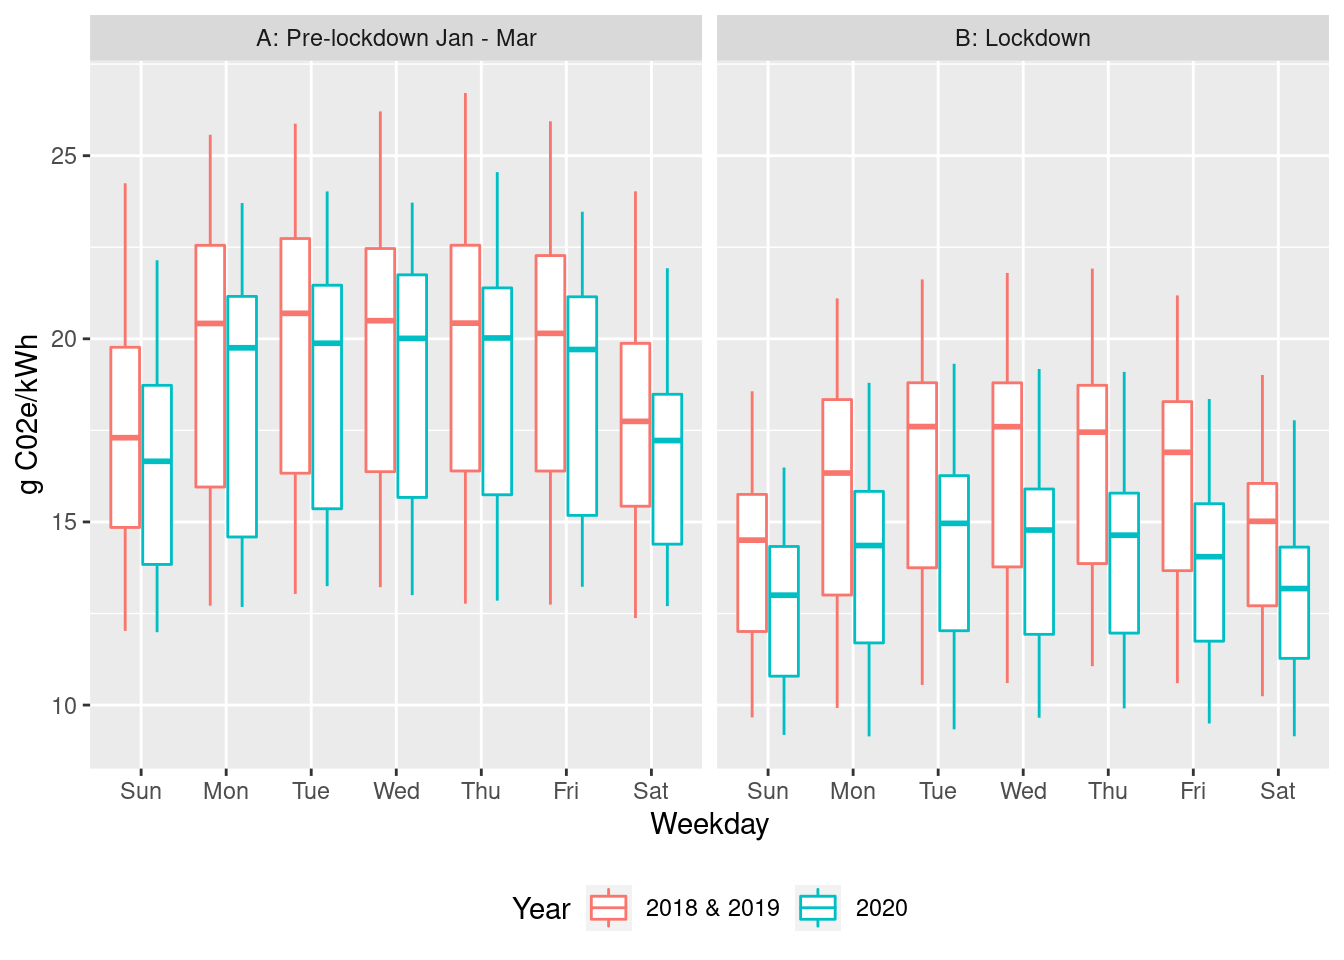 A: Pre-lockdown Jan - Mar
B: Lockdown
g C02e/kWh
25
20
15
10
Sun Mon Tue Wed Thu Fri Sat
Sun Mon Tue Wed Thu Fri Sat
Weekday
Year 2018 & 2019 2020